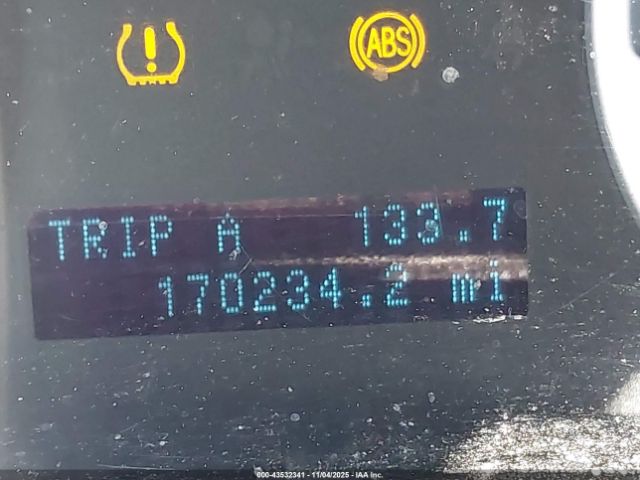 ABS
TRIP A 133.7
170234.2 mi
000-43532341 - 11/04/2025 - IAA Inc.